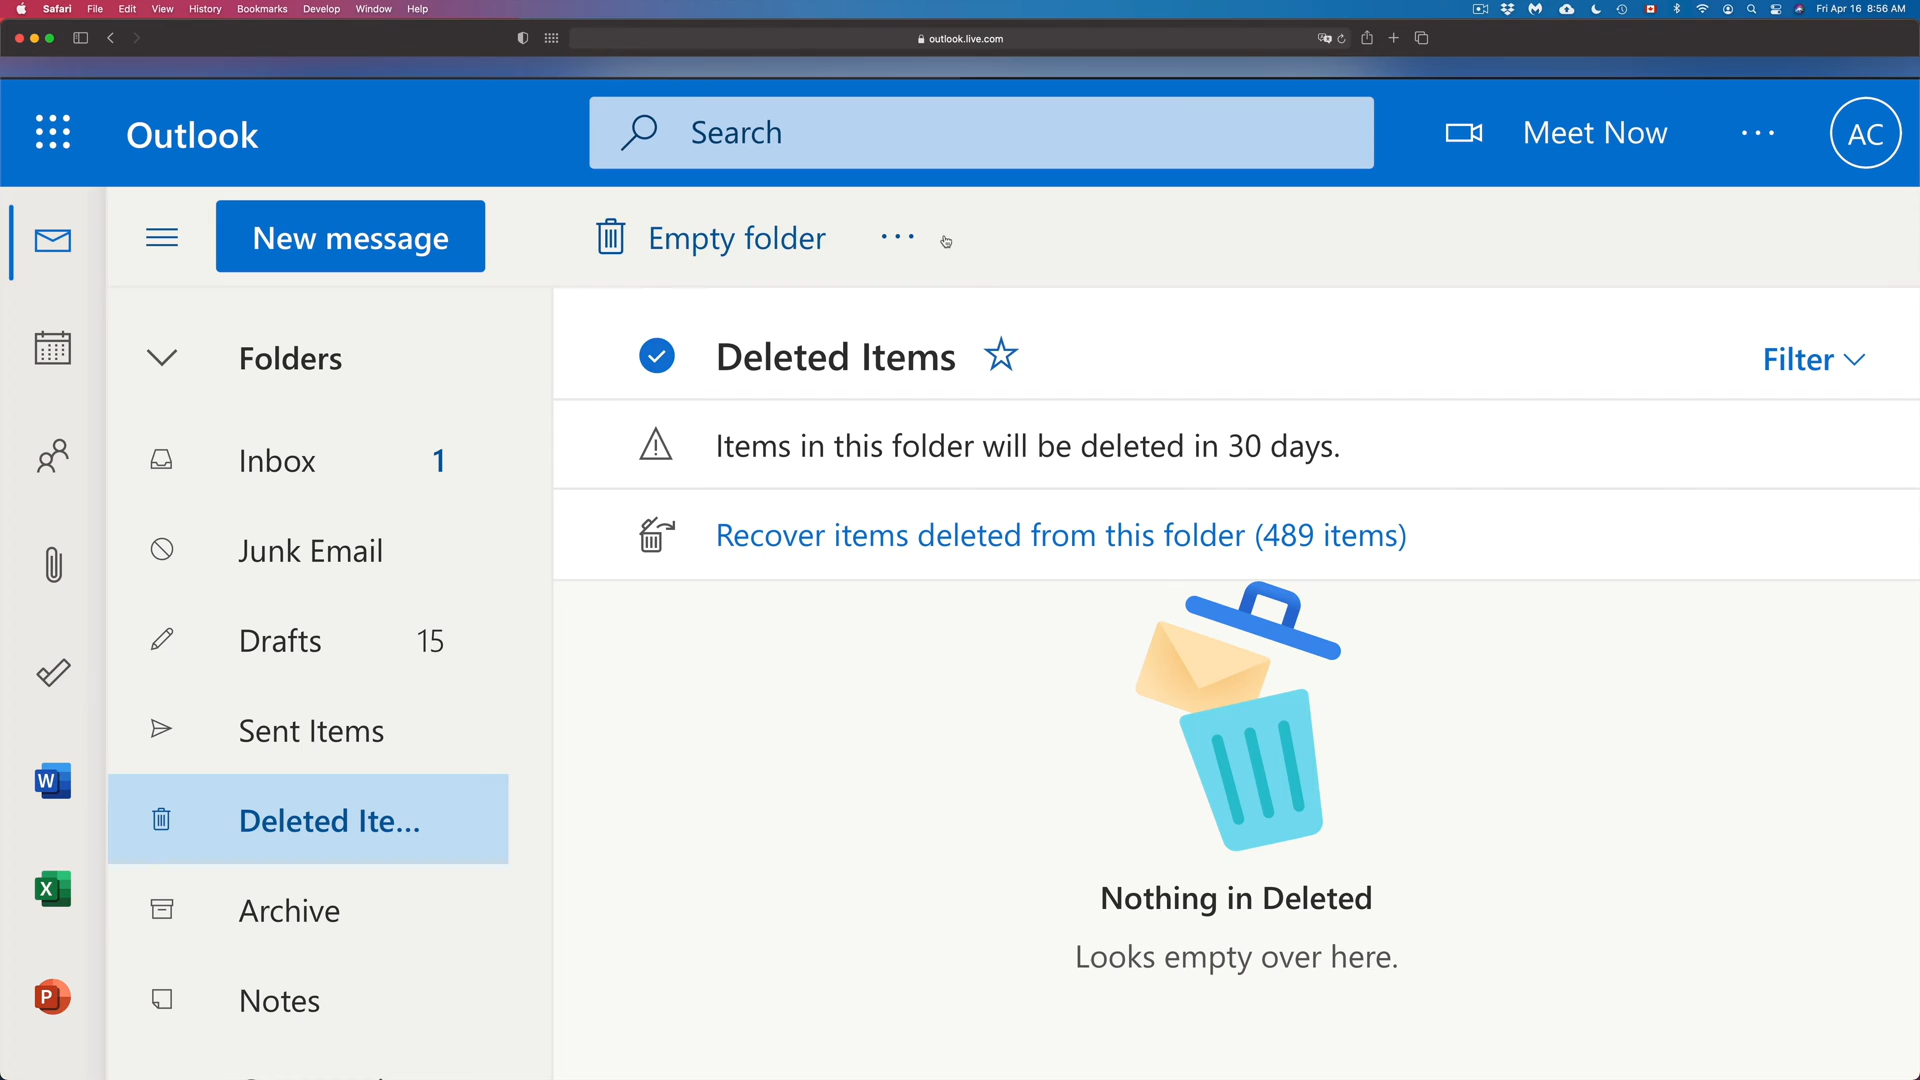 Safari File Edit View History Bookmarks Develop Window Help
Fri Apr 16 8:56 AM
outlook.live.com
Outlook
Search
Meet Now
AC
New message
Empty folder
Folders
Deleted Items
Filter
Inbox 1
Items in this folder will be deleted in 30 days.
Junk Email
Recover items deleted from this folder (489 items)
Drafts 15
Sent Items
W
Deleted Ite...
X
Archive
Nothing in Deleted
Looks empty over here.
P
Notes